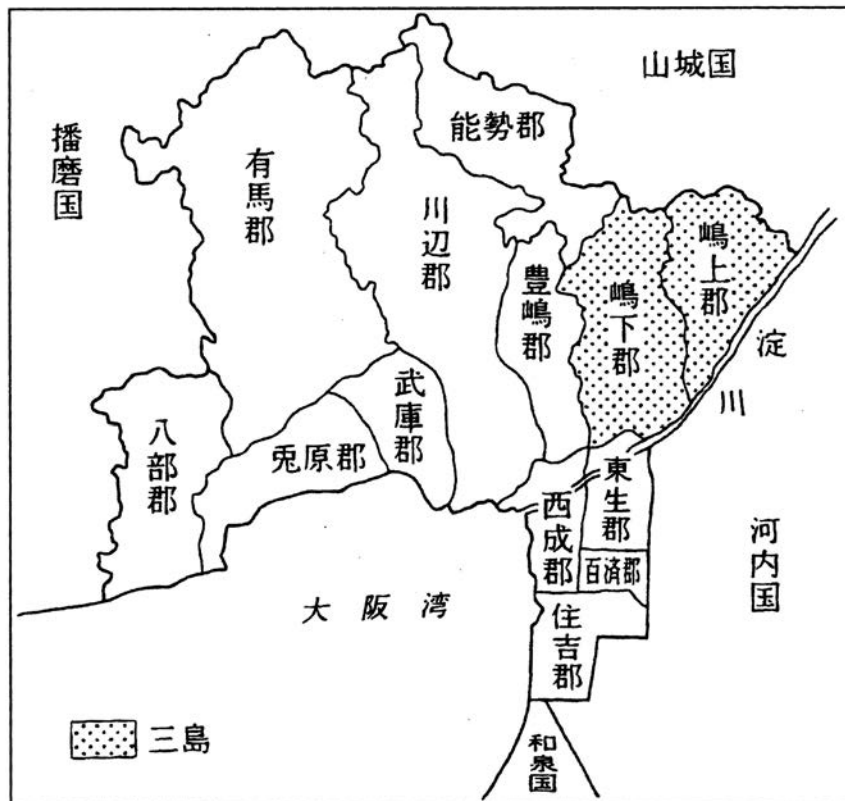 山城国
能勢郡
播磨国
有馬郡
川辺郡
嶋上郡
嶋下郡
豊嶋郡
淀川
武庫郡
八部郡
兎原郡
東生郡
西成郡
百済郡
河内国
住吉郡
大阪湾
三島
和泉国